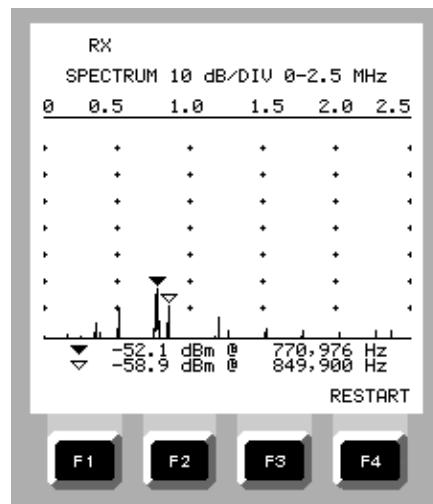 RX
SPECTRUM 10 dB/DIV 0-2.5 MHz
0 0.5 1.0 1.5 2.0 2.5
-52.1 dBm @ 770,976 Hz
-58.9 dBm @ 849,900 Hz
RESTART
F1 F2 F3 F4